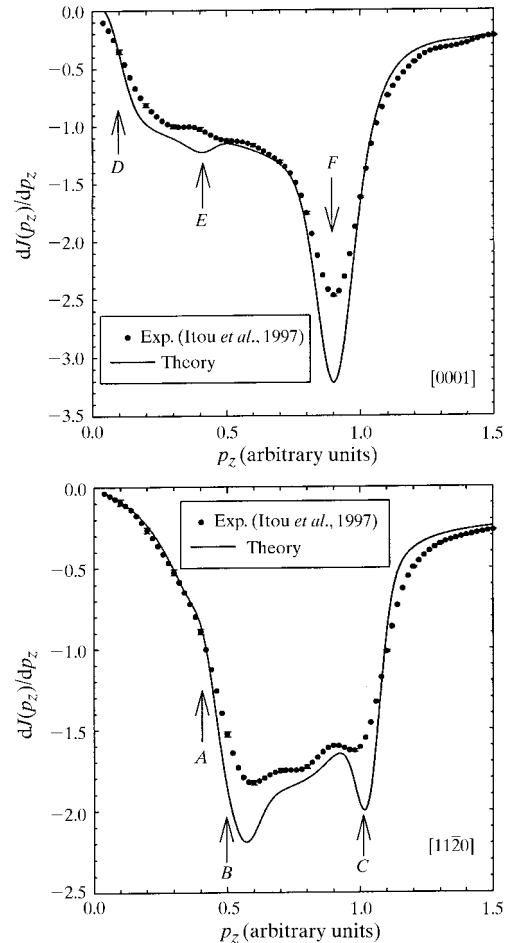 0.0
−0.5
−1.0
−1.5
−2.0
−2.5
−3.0
−3.5
dJ(p_z)/dp_z
D
E
F
Exp. (Itou et al., 1997)
Theory
[0001]
0.0 0.5 1.0 1.5
p_z (arbitrary units)
0.0
−0.5
−1.0
−1.5
−2.0
−2.5
dJ(p_z)/dp_z
Exp. (Itou et al., 1997)
Theory
A
B
C
[112̅0]
0.0 0.5 1.0 1.5
p_z (arbitrary units)